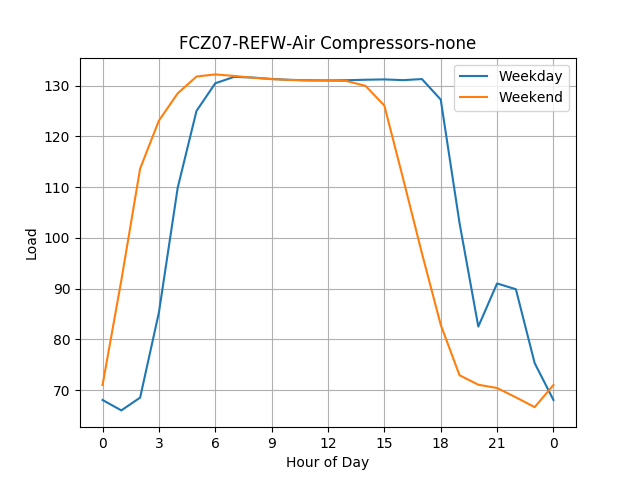 FCZ07-REFW-Air Compressors-none
Weekday
Weekend
130
120
110
100
90
80
70
Load
0 3 6 9 12 15 18 21 0
Hour of Day